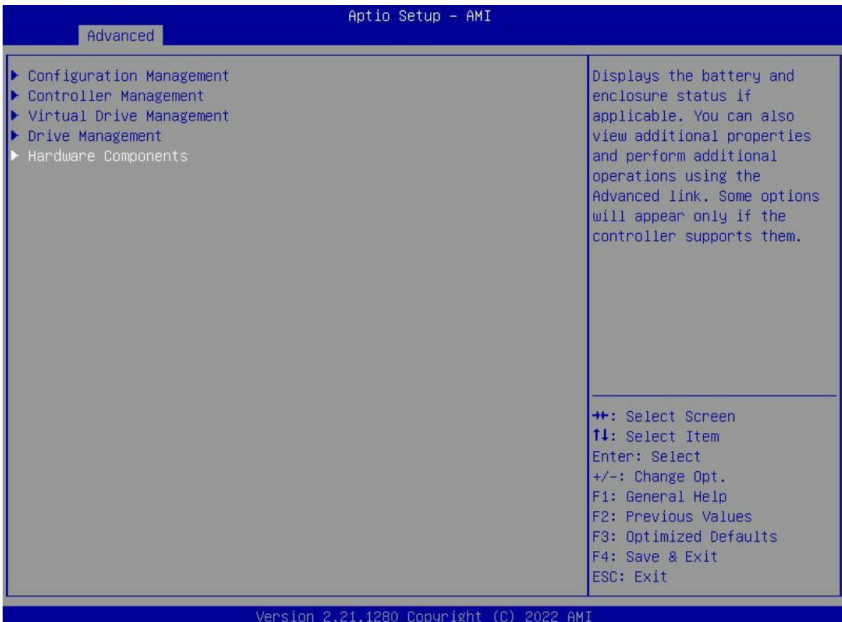 Aptio Setup – AMI
Advanced
▶ Configuration Management
▶ Controller Management
▶ Virtual Drive Management
▶ Drive Management
▶ Hardware Components
Displays the battery and
enclosure status if
applicable. You can also
view additional properties
and perform additional
operations using the
Advanced link. Some options
will appear only if the
controller supports them.
→←: Select Screen
↑↓: Select Item
Enter: Select
+/-: Change Opt.
F1: General Help
F2: Previous Values
F3: Optimized Defaults
F4: Save & Exit
ESC: Exit
Version 2.21.1280 Copyright (C) 2022 AMI